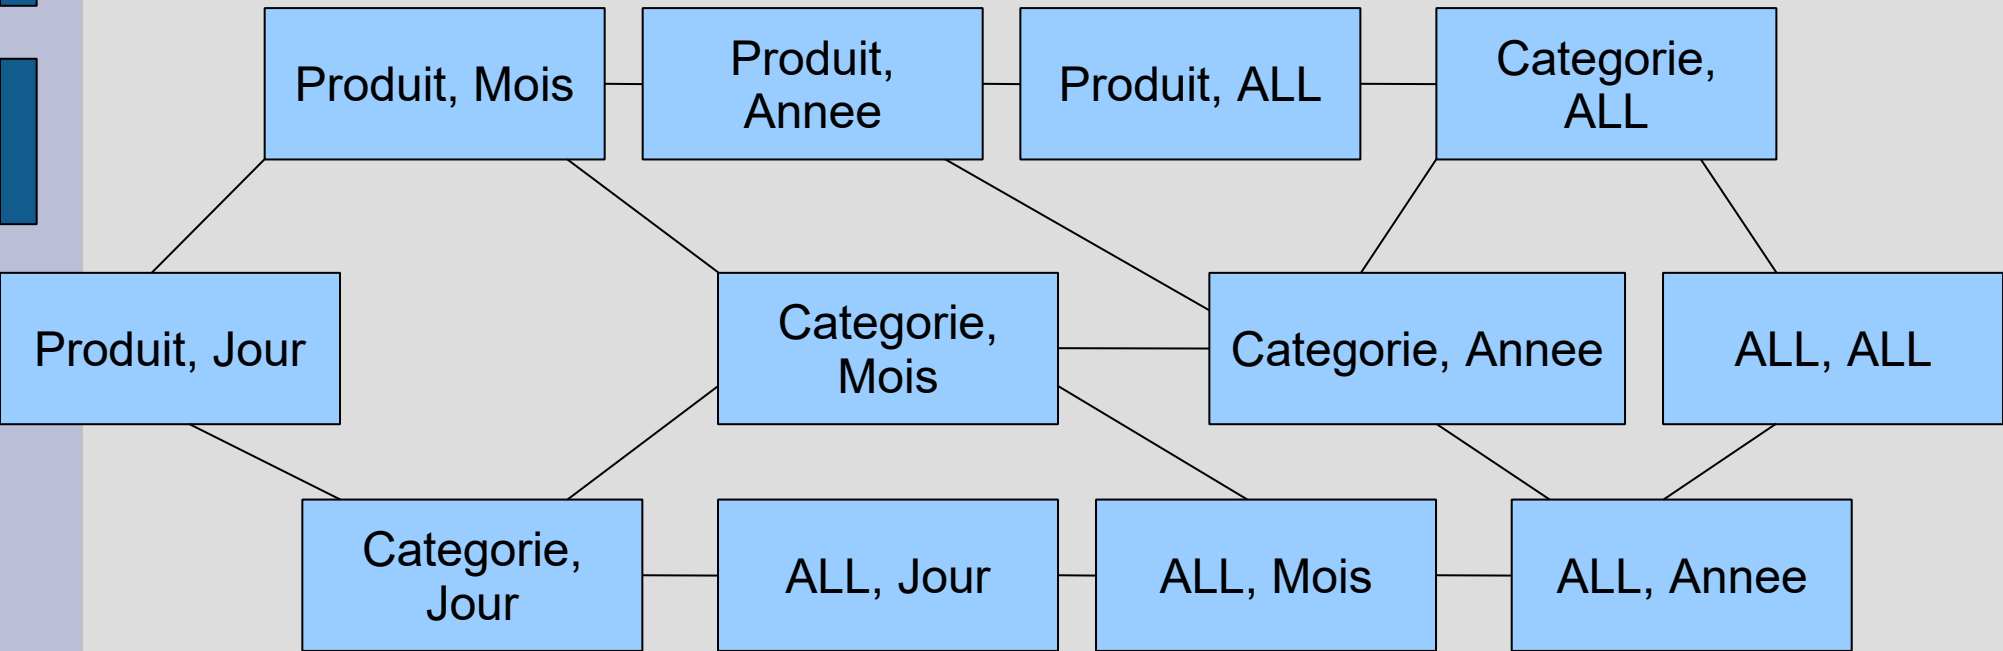 Produit, Mois
Produit,
Annee
Produit, ALL
Categorie,
ALL
Produit, Jour
Categorie,
Mois
Categorie, Annee
ALL, ALL
Categorie,
Jour
ALL, Jour
ALL, Mois
ALL, Annee